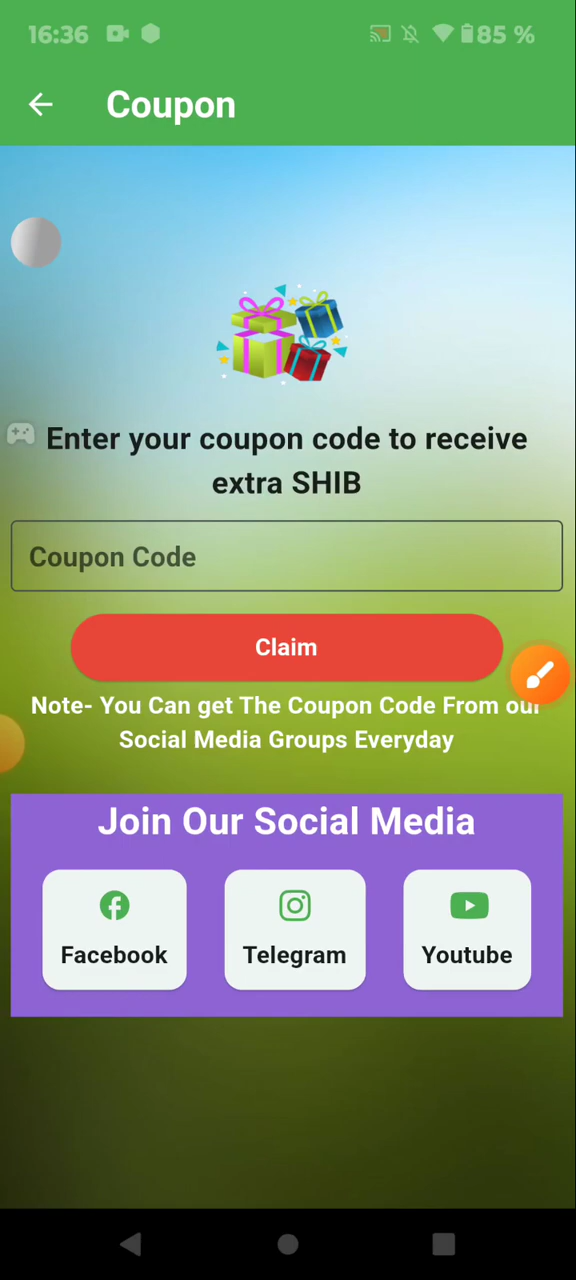 16:36
85 %
Coupon
Enter your coupon code to receive
extra SHIB
Coupon Code
Claim
Note- You Can get The Coupon Code From our
Social Media Groups Everyday
Join Our Social Media
Facebook
Telegram
Youtube